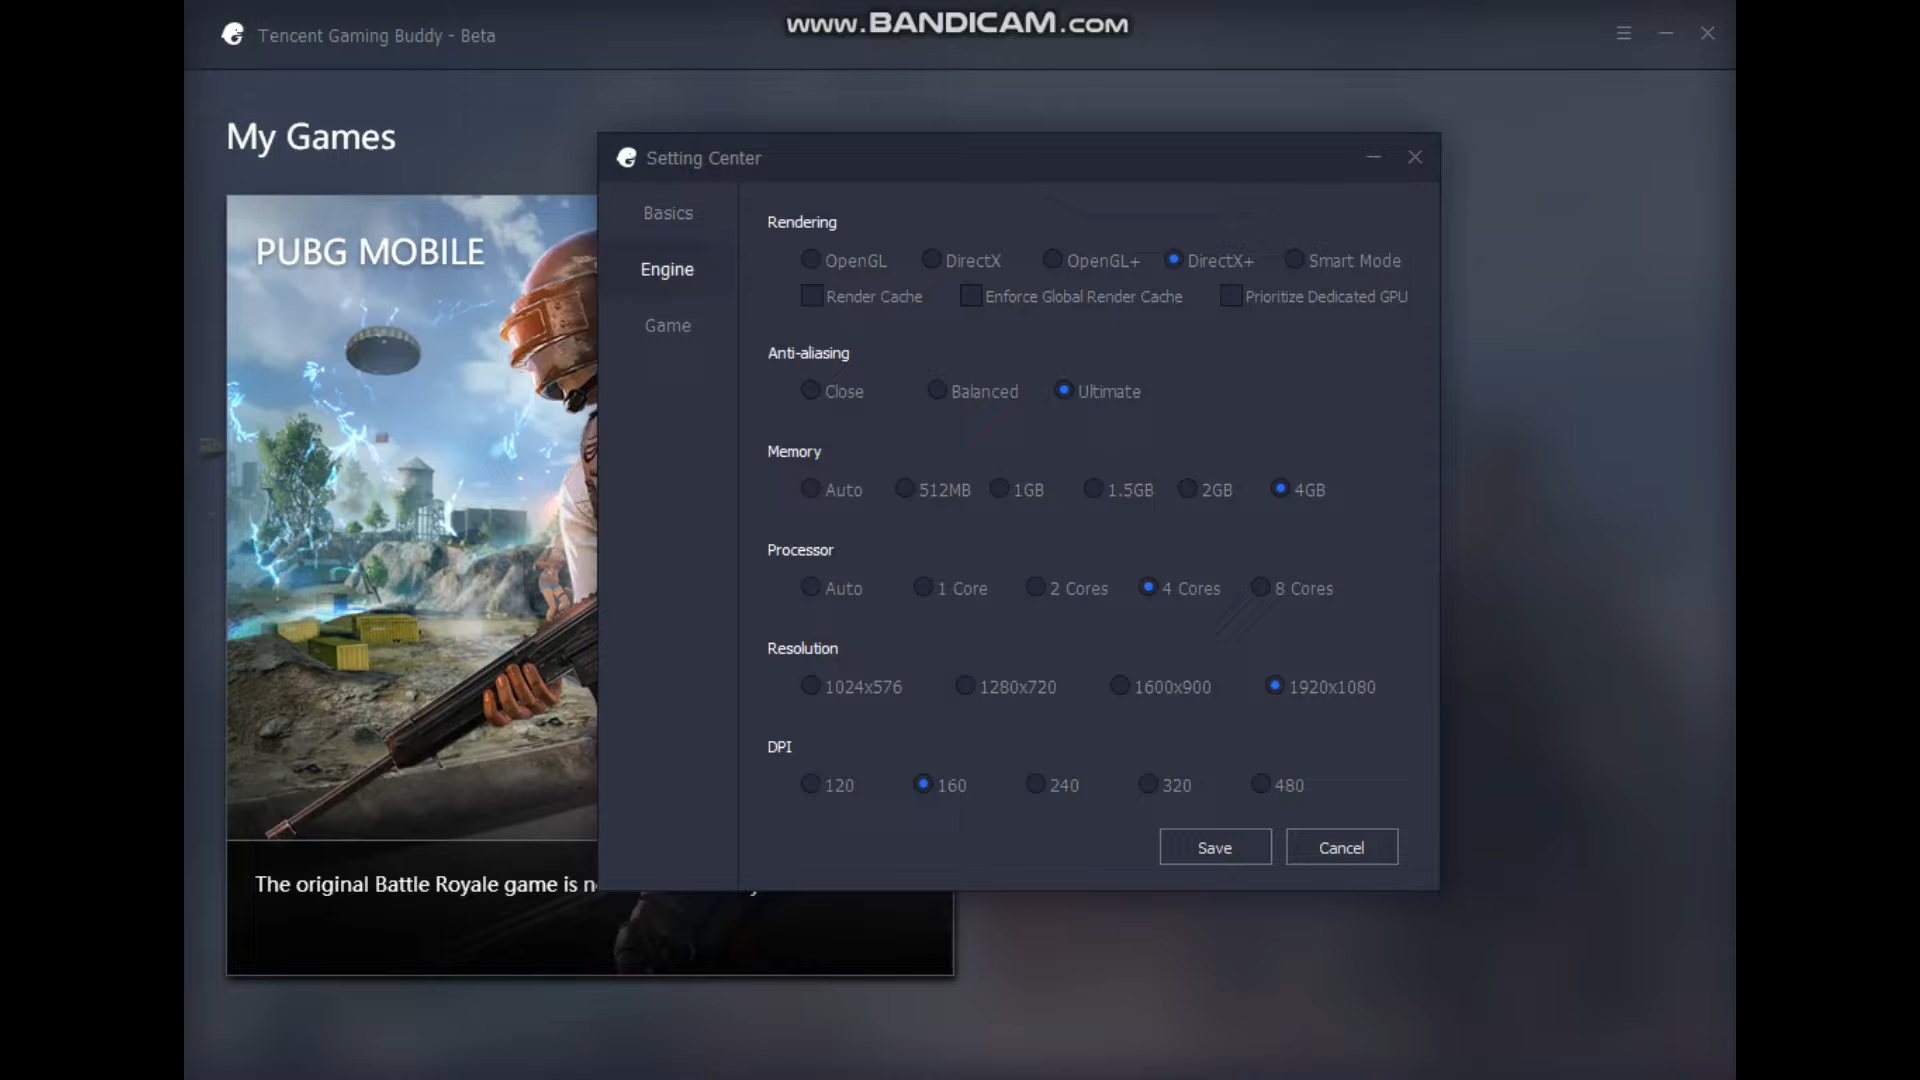 www.BANDICAM.com
Tencent Gaming Buddy - Beta
My Games
PUBG MOBILE
The original Battle Royale game is
Setting Center
Basics
Engine
Game
Rendering
OpenGL DirectX OpenGL+ DirectX+ Smart Mode
Render Cache Enforce Global Render Cache Prioritize Dedicated GPU
Anti-aliasing
Close Balanced Ultimate
Memory
Auto 512MB 1GB 1.5GB 2GB 4GB
Processor
Auto 1 Core 2 Cores 4 Cores 8 Cores
Resolution
1024x576 1280x720 1600x900 1920x1080
DPI
120 160 240 320 480
Save Cancel